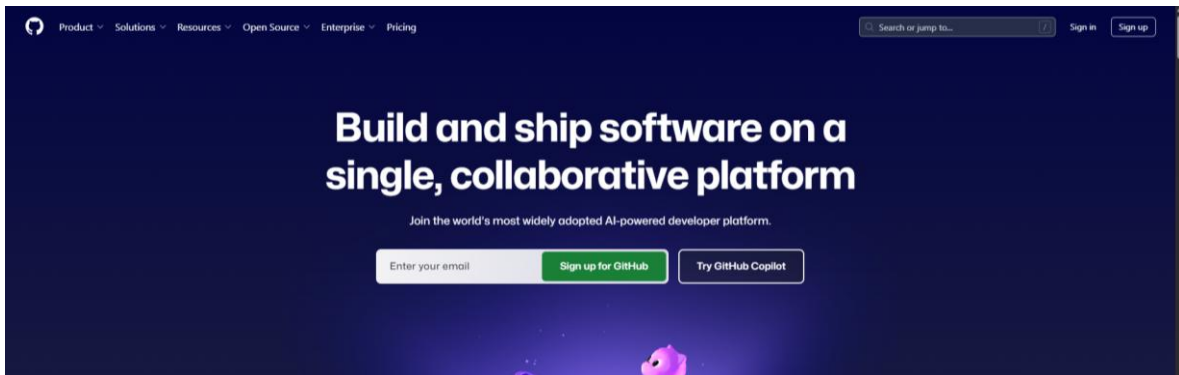 Product Solutions Resources Open Source Enterprise Pricing Search or jump to... / Sign in Sign up
Build and ship software on a
single, collaborative platform
Join the world's most widely adopted AI-powered developer platform.
Enter your email Sign up for GitHub Try GitHub Copilot